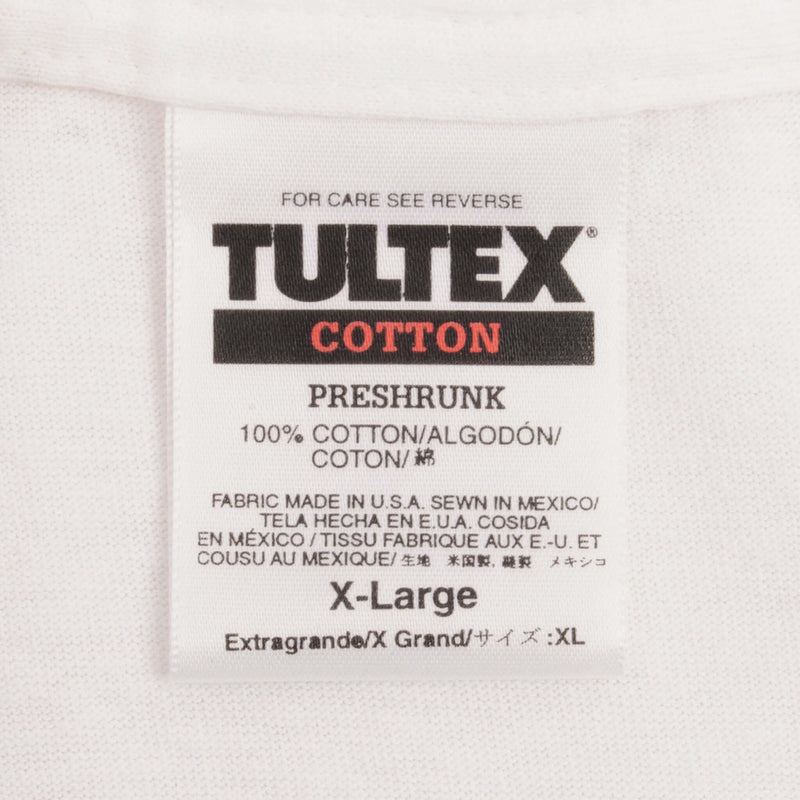 FOR CARE SEE REVERSE
TULTEX®
COTTON
PRESHRUNK
100% COTTON/ALGODÓN/
COTON/綿
FABRIC MADE IN U.S.A. SEWN IN MEXICO/
TELA HECHA EN E.U.A. COSIDA
EN MÉXICO / TISSU FABRIQUE AUX E.-U. ET
COUSU AU MEXIQUE/生地 米国製, 縫製 メキシコ
X-Large
Extragrande/X Grand/サイズ :XL